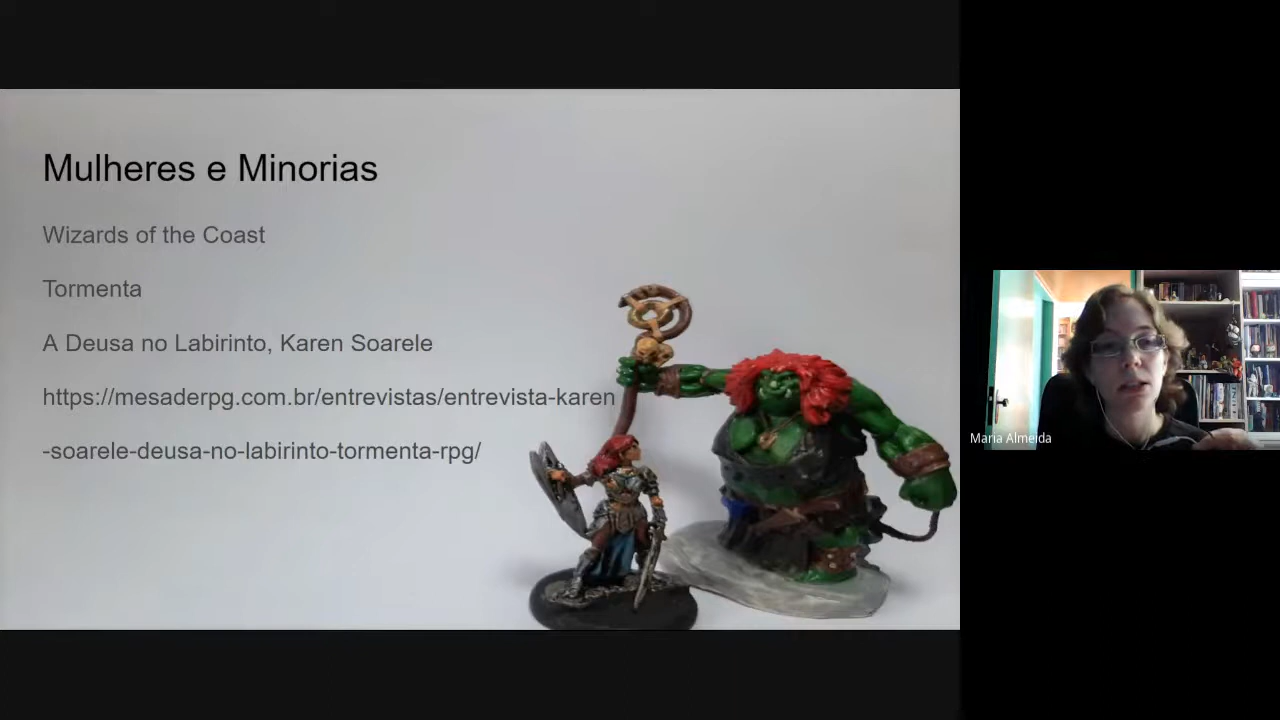 Mulheres e Minorias
Wizards of the Coast
Tormenta
A Deusa no Labirinto, Karen Soarele
https://mesaderpg.com.br/entrevistas/entrevista-karen
-soarele-deusa-no-labirinto-tormenta-rpg/
Maria Almeida